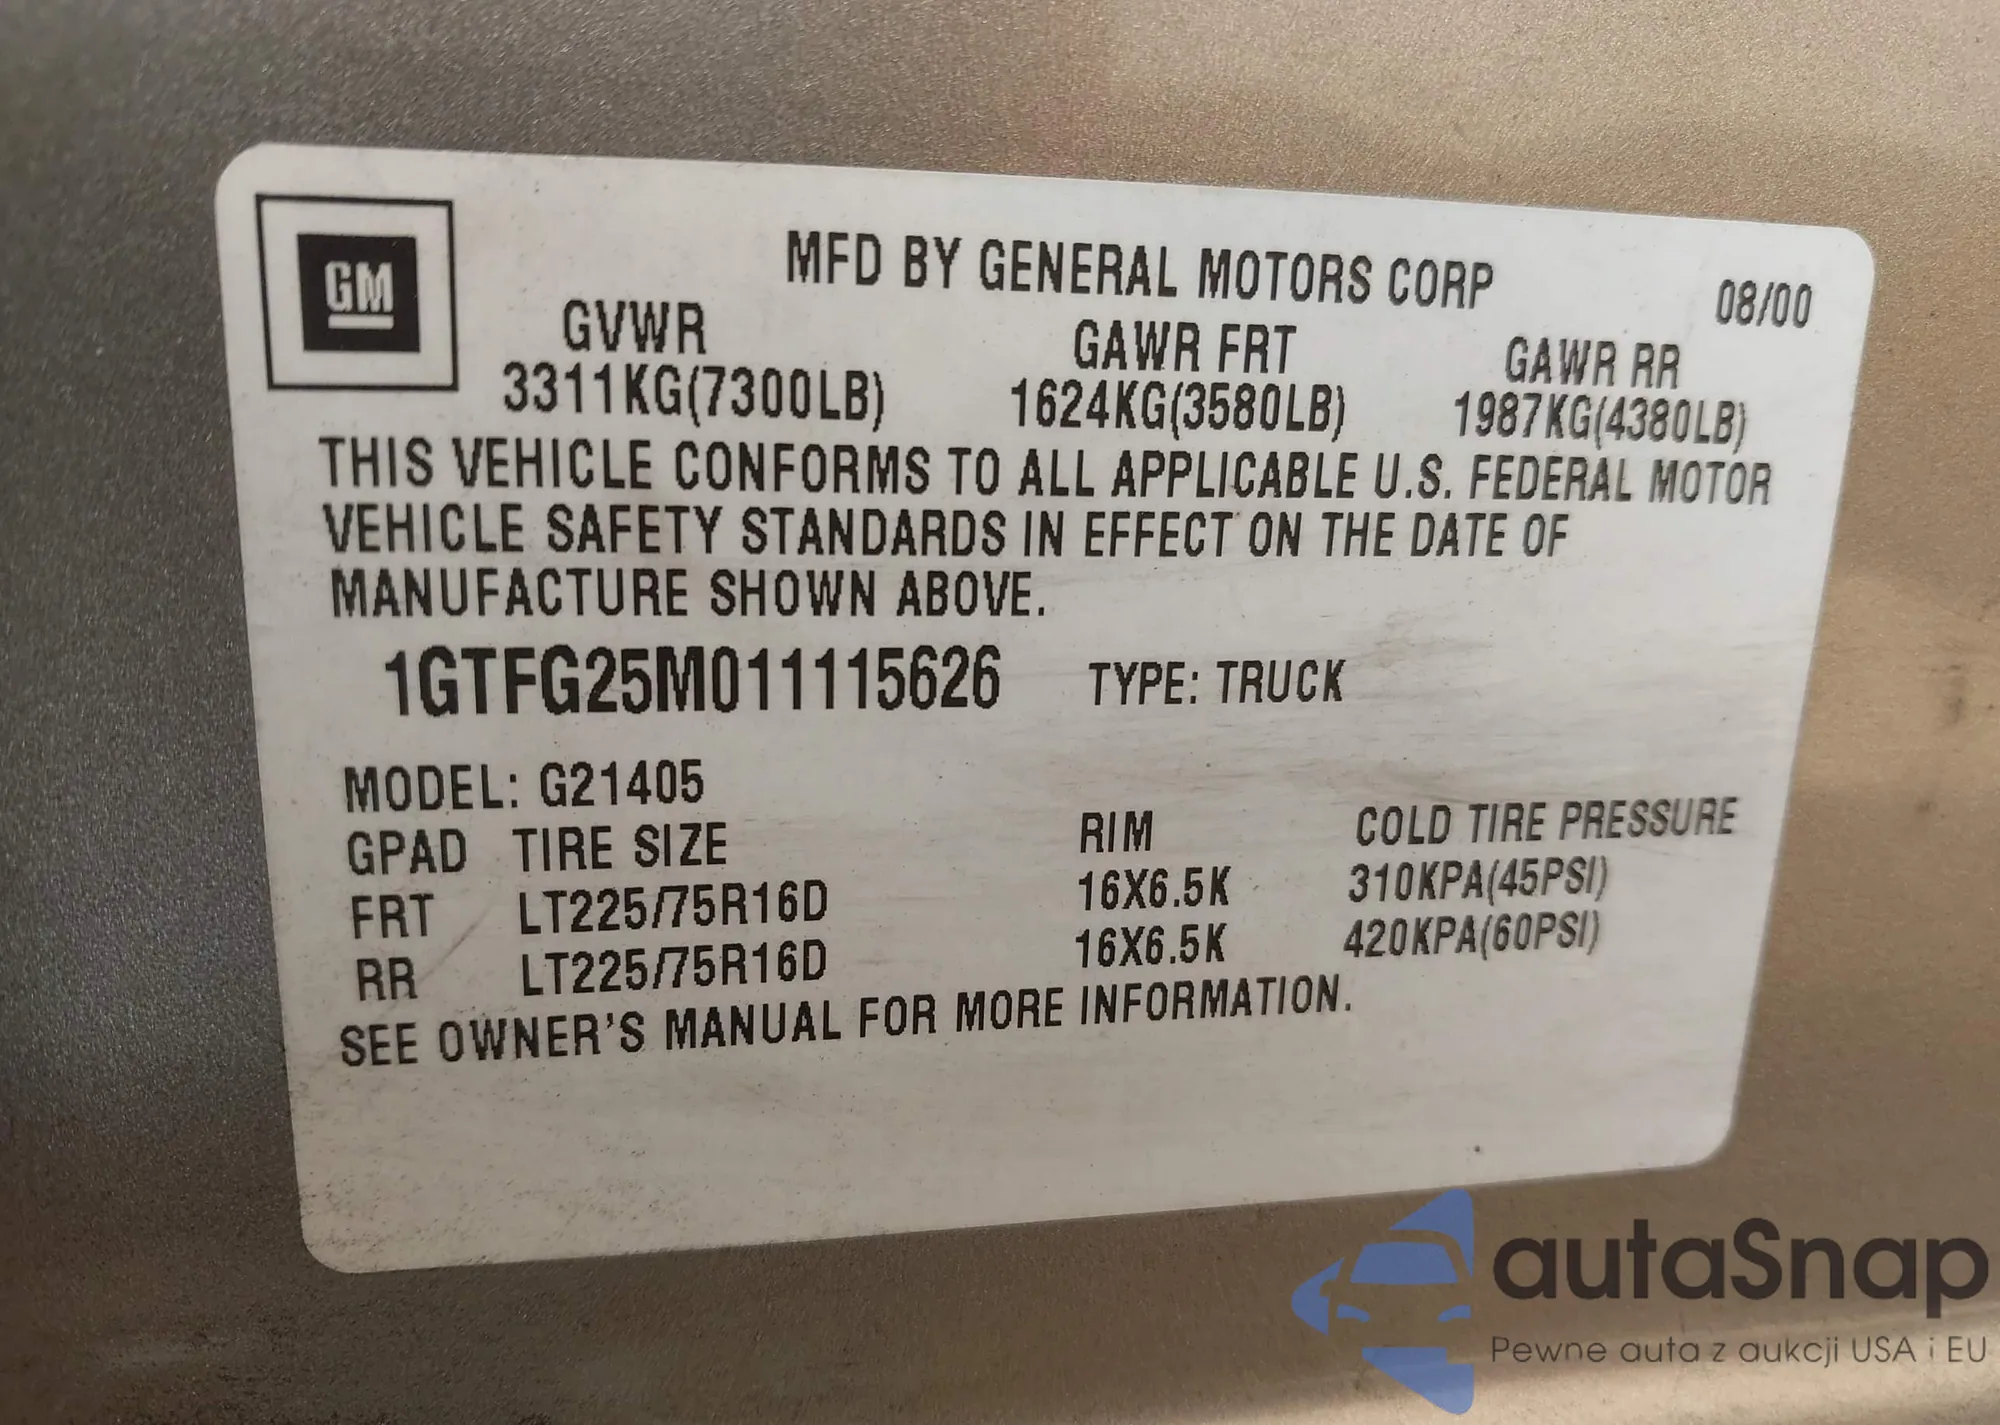 GM
MFD BY GENERAL MOTORS CORP 08/00
GVWR GAWR FRT GAWR RR
3311KG(7300LB) 1624KG(3580LB) 1987KG(4380LB)
THIS VEHICLE CONFORMS TO ALL APPLICABLE U.S. FEDERAL MOTOR
VEHICLE SAFETY STANDARDS IN EFFECT ON THE DATE OF
MANUFACTURE SHOWN ABOVE.
1GTFG25M011115626 TYPE: TRUCK
MODEL: G21405
GPAD TIRE SIZE RIM COLD TIRE PRESSURE
FRT LT225/75R16D 16X6.5K 310KPA(45PSI)
RR LT225/75R16D 16X6.5K 420KPA(60PSI)
SEE OWNER'S MANUAL FOR MORE INFORMATION.
autaSnap
Pewne auta z aukcji USA i EU